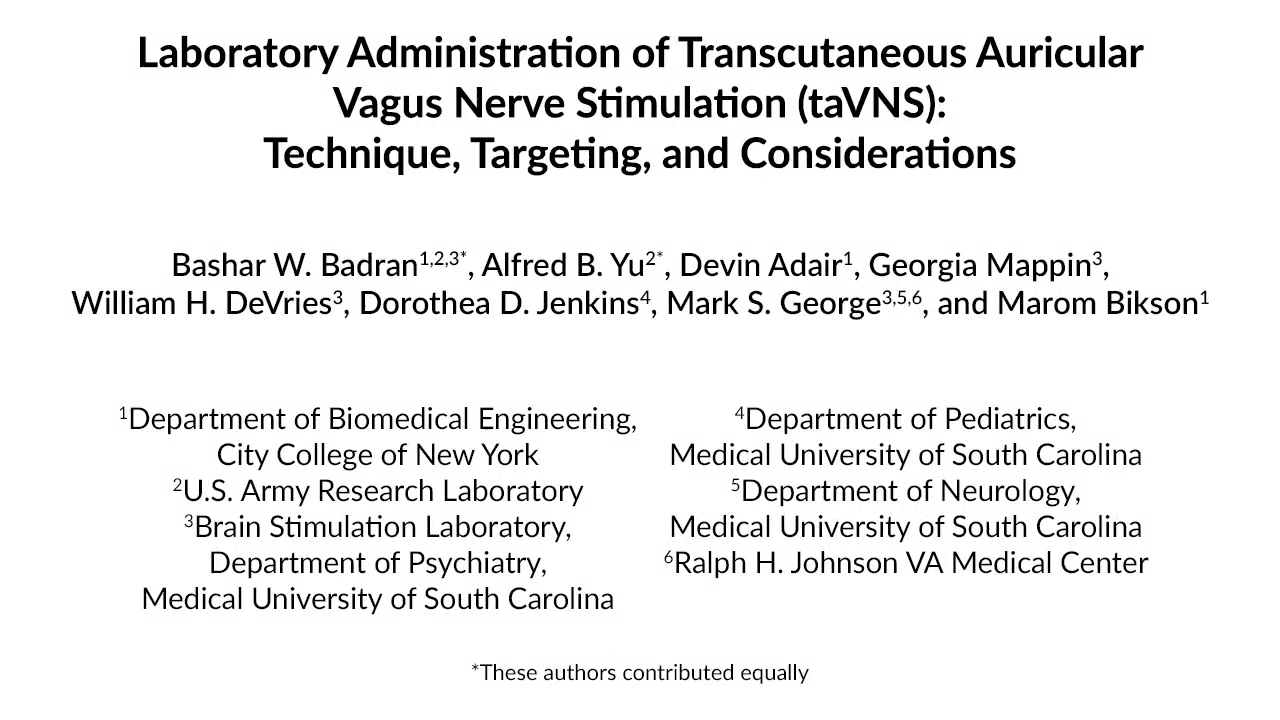 Laboratory Administration of Transcutaneous Auricular
Vagus Nerve Stimulation (taVNS):
Technique, Targeting, and Considerations
Bashar W. Badran1,2,3*, Alfred B. Yu2*, Devin Adair1, Georgia Mappin3,
William H. DeVries3, Dorothea D. Jenkins4, Mark S. George3,5,6, and Marom Bikson1
1Department of Biomedical Engineering,
City College of New York
2U.S. Army Research Laboratory
3Brain Stimulation Laboratory,
Department of Psychiatry,
Medical University of South Carolina
4Department of Pediatrics,
Medical University of South Carolina
5Department of Neurology,
Medical University of South Carolina
6Ralph H. Johnson VA Medical Center
*These authors contributed equally